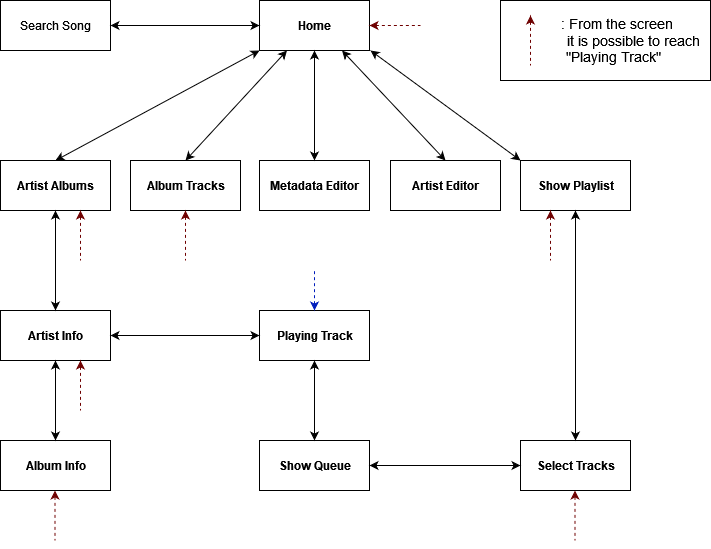 Search Song
Home
: From the screen
it is possible to reach
"Playing Track"
Artist Albums
Album Tracks
Metadata Editor
Artist Editor
Show Playlist
Artist Info
Playing Track
Album Info
Show Queue
Select Tracks